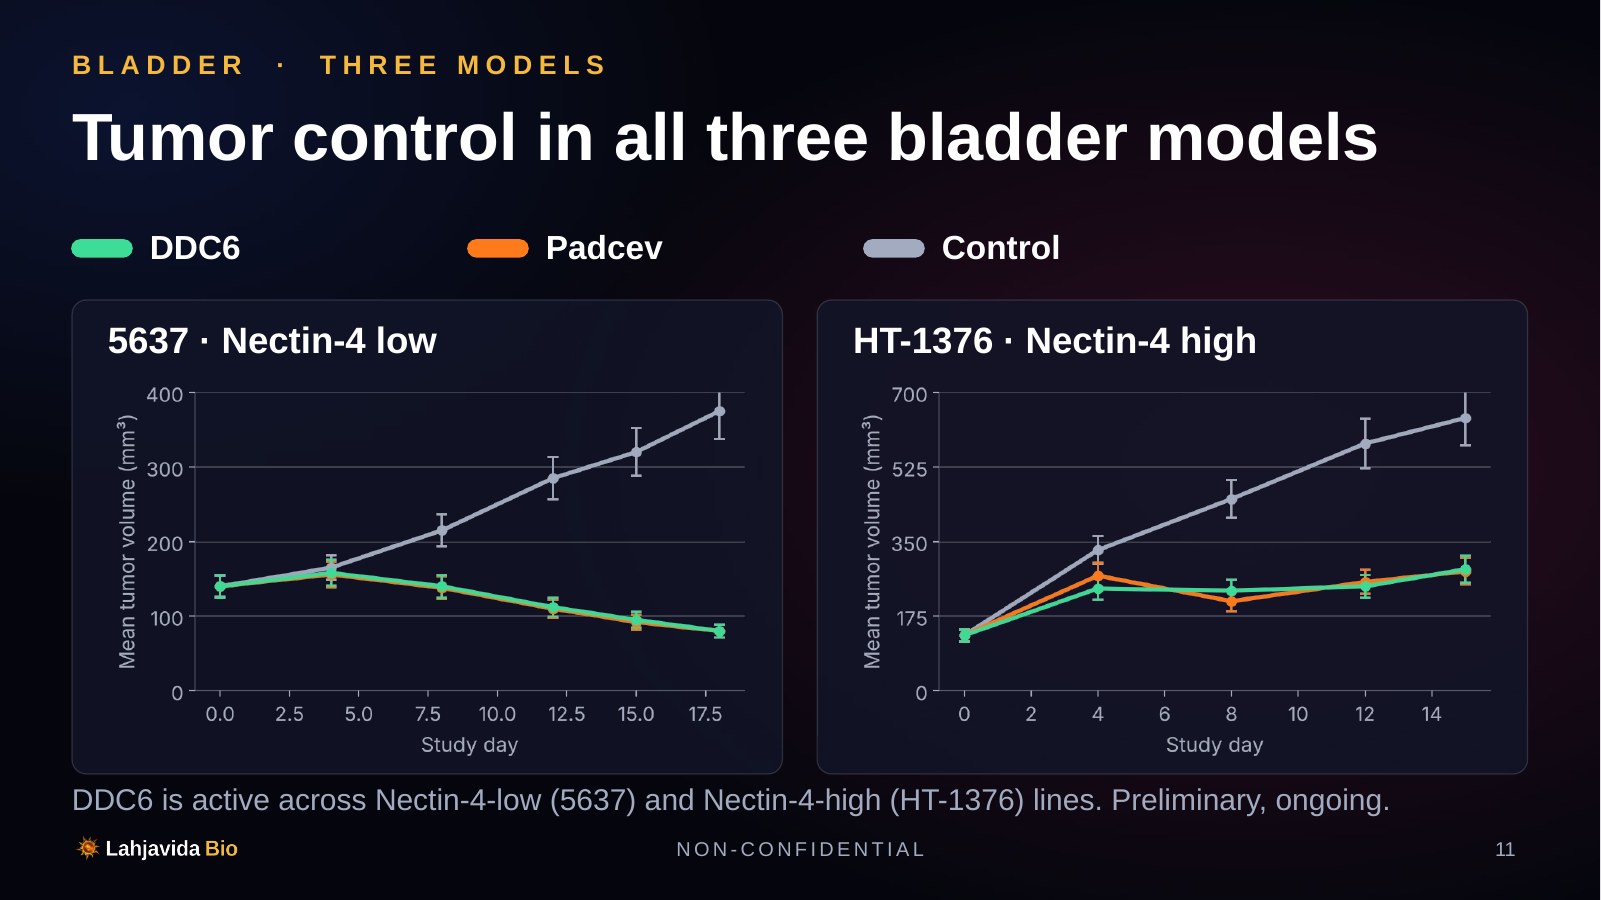 BLADDER · THREE MODELS
Tumor control in all three bladder models
DDC6
Padcev
Control
5637 · Nectin-4 low
Mean tumor volume (mm³)
400
300
200
100
0
0.0 2.5 5.0 7.5 10.0 12.5 15.0 17.5
Study day
HT-1376 · Nectin-4 high
Mean tumor volume (mm³)
700
525
350
175
0
0 2 4 6 8 10 12 14
Study day
DDC6 is active across Nectin-4-low (5637) and Nectin-4-high (HT-1376) lines. Preliminary, ongoing.
Lahjavida Bio
NON-CONFIDENTIAL
11